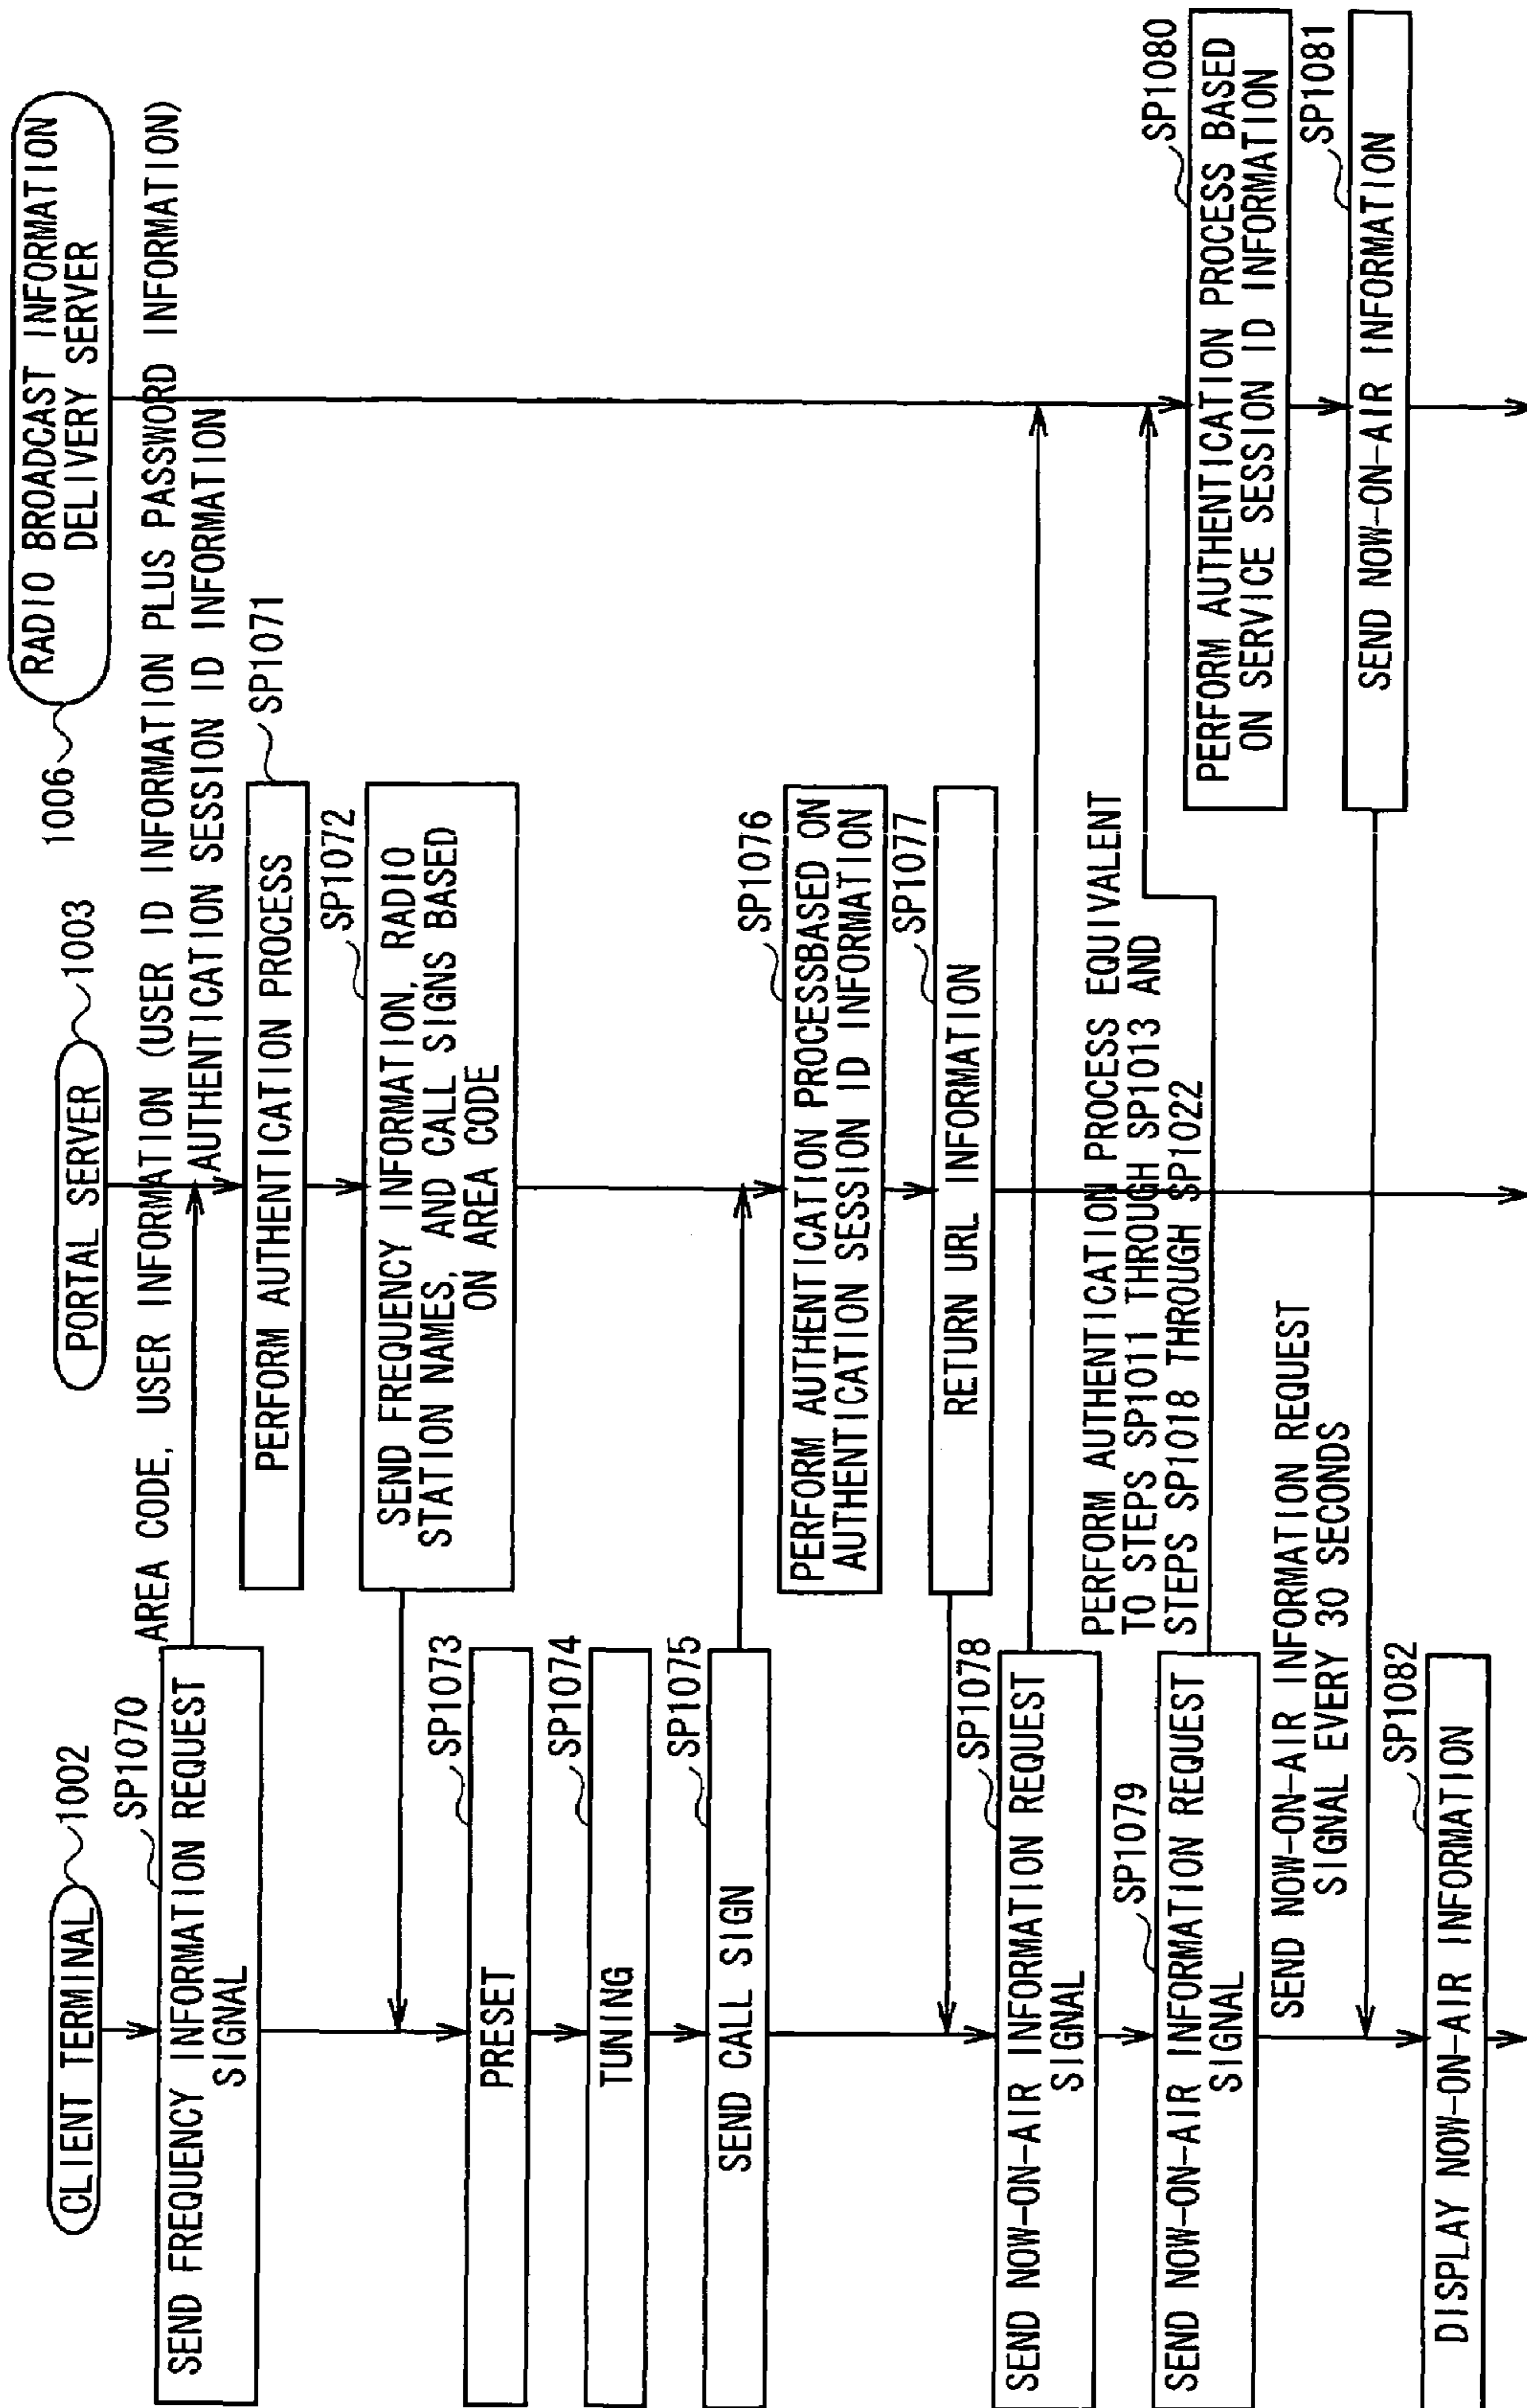 CLIENT TERMINAL
1002
PORTAL SERVER
1003
1006
RADIO BROADCAST INFORMATION
DELIVERY SERVER
SP1070
SEND FREQUENCY INFORMATION REQUEST
SIGNAL
AREA CODE, USER INFORMATION (USER ID INFORMATION PLUS PASSWORD INFORMATION)
AUTHENTICATION SESSION ID INFORMATION
SP1071
PERFORM AUTHENTICATION PROCESS
SP1072
SEND FREQUENCY INFORMATION, RADIO
STATION NAMES, AND CALL SIGNS BASED
ON AREA CODE
SP1073
PRESET
SP1074
TUNING
SP1075
SEND CALL SIGN
SP1076
PERFORM AUTHENTICATION PROCESSBASED ON
AUTHENTICATION SESSION ID INFORMATION
SP1077
RETURN URL INFORMATION
SP1078
SEND NOW-ON-AIR INFORMATION REQUEST
SIGNAL
PERFORM AUTHENTICATION PROCESS EQUIVALENT
TO STEPS SP1011 THROUGH SP1013 AND
STEPS SP1018 THROUGH SP1022
SP1079
SEND NOW-ON-AIR INFORMATION REQUEST
SIGNAL
SP1080
PERFORM AUTHENTICATION PROCESS BASED
ON SERVICE SESSION ID INFORMATION
SEND NOW-ON-AIR INFORMATION REQUEST
SIGNAL EVERY 30 SECONDS
SP1081
SEND NOW-ON-AIR INFORMATION
SP1082
DISPLAY NOW-ON-AIR INFORMATION